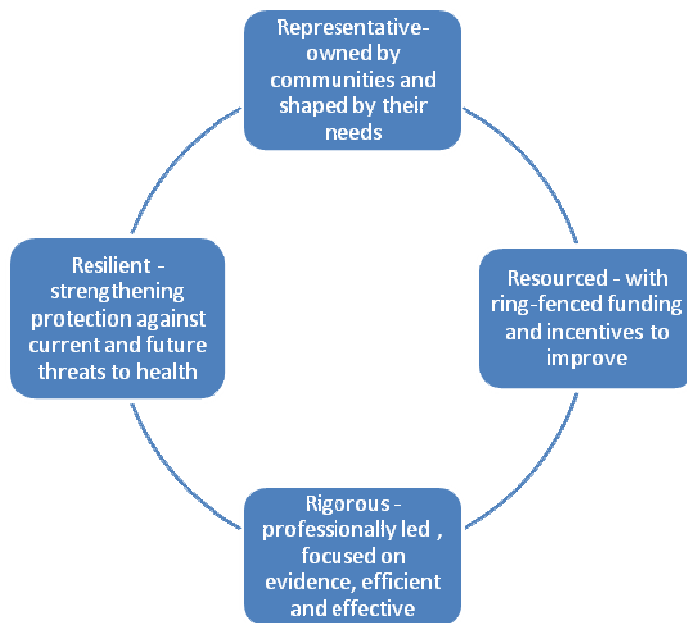 Representative-
owned by
communities and
shaped by their
needs
Resourced - with
ring-fenced funding
and incentives to
improve
Rigorous -
professionally led ,
focused on
evidence, efficient
and effective
Resilient -
strengthening
protection against
current and future
threats to health